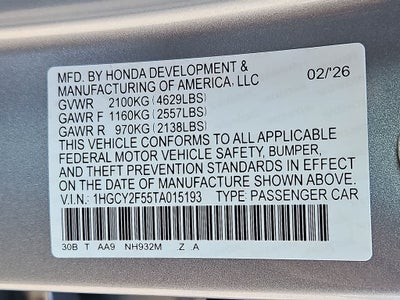 MFD. BY HONDA DEVELOPMENT &
MANUFACTURING OF AMERICA, LLC 02/'26
GVWR 2100KG(4629LBS)
GAWR F 1160KG(2557LBS)
GAWR R 970KG(2138LBS)
THIS VEHICLE CONFORMS TO ALL APPLICABLE
FEDERAL MOTOR VEHICLE SAFETY, BUMPER,
AND THEFT PREVENTION STANDARDS IN EFFECT
ON THE DATE OF MANUFACTURE SHOWN ABOVE.
V.I.N.: 1HGCY2F55TA015193 TYPE: PASSENGER CAR
30B T AA9 NH932M .Z .A